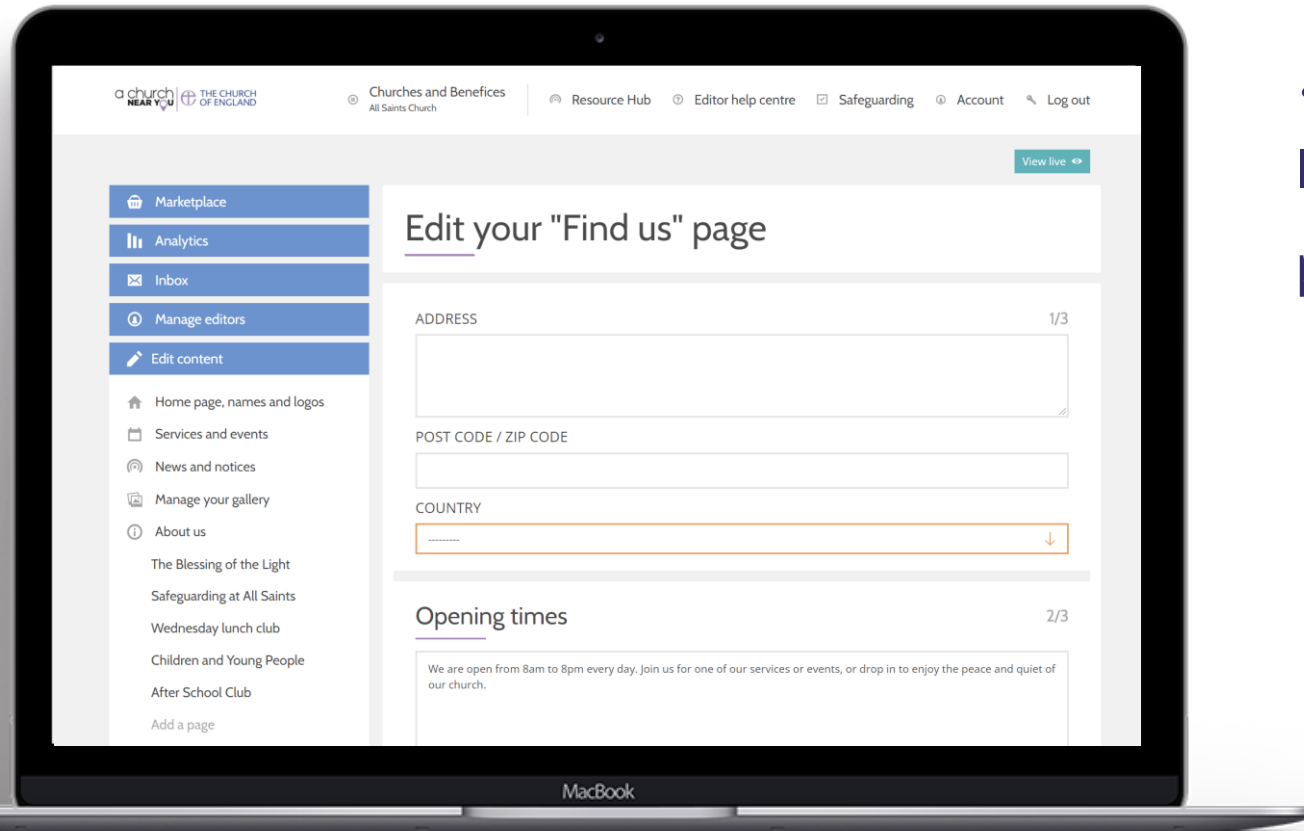 a church NEAR YOU THE CHURCH OF ENGLAND
Churches and Benefices
All Saints Church
Resource Hub
Editor help centre
Safeguarding
Account
Log out
View live
Marketplace
Analytics
Inbox
Manage editors
Edit content
Home page, names and logos
Services and events
News and notices
Manage your gallery
About us
The Blessing of the Light
Safeguarding at All Saints
Wednesday lunch club
Children and Young People
After School Club
Add a page
Edit your "Find us" page
ADDRESS
1/3
POST CODE / ZIP CODE
COUNTRY
---------
Opening times
2/3
We are open from 8am to 8pm every day. Join us for one of our services or events, or drop in to enjoy the peace and quiet of
our church.
MacBook